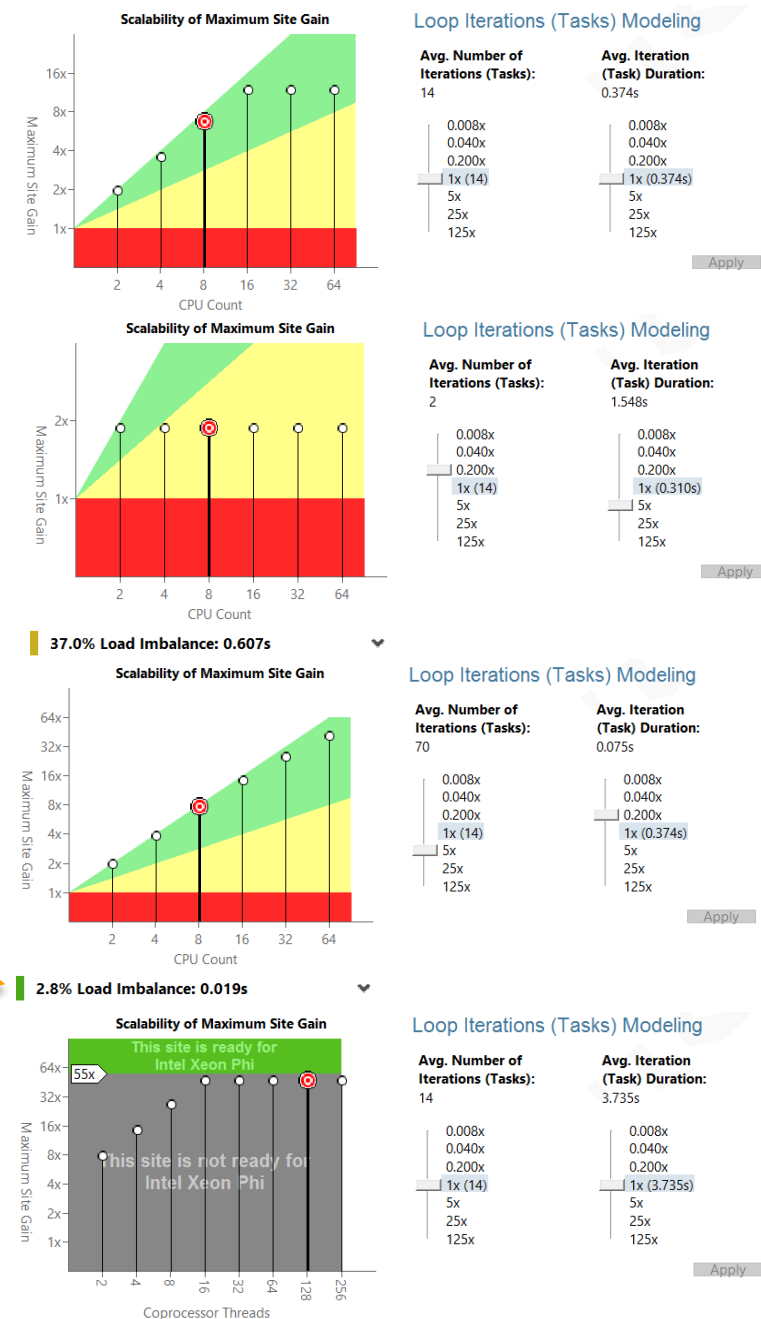 Scalability of Maximum Site Gain
Maximum Site Gain
16x
8x
4x
2x
1x
2 4 8 16 32 64
CPU Count
Loop Iterations (Tasks) Modeling
Avg. Number of
Iterations (Tasks):
14
0.008x
0.040x
0.200x
1x (14)
5x
25x
125x
Avg. Iteration
(Task) Duration:
0.374s
0.008x
0.040x
0.200x
1x (0.374s)
5x
25x
125x
Apply
Scalability of Maximum Site Gain
Maximum Site Gain
2x
1x
2 4 8 16 32 64
CPU Count
Loop Iterations (Tasks) Modeling
Avg. Number of
Iterations (Tasks):
2
0.008x
0.040x
0.200x
1x (14)
5x
25x
125x
Avg. Iteration
(Task) Duration:
1.548s
0.008x
0.040x
0.200x
1x (0.310s)
5x
25x
125x
Apply
37.0% Load Imbalance: 0.607s
Scalability of Maximum Site Gain
Maximum Site Gain
64x
32x
16x
8x
4x
2x
1x
2 4 8 16 32 64
CPU Count
Loop Iterations (Tasks) Modeling
Avg. Number of
Iterations (Tasks):
70
0.008x
0.040x
0.200x
1x (14)
5x
25x
125x
Avg. Iteration
(Task) Duration:
0.075s
0.008x
0.040x
0.200x
1x (0.374s)
5x
25x
125x
Apply
2.8% Load Imbalance: 0.019s
Scalability of Maximum Site Gain
This site is ready for
Intel Xeon Phi
55x
This site is not ready for
Intel Xeon Phi
Maximum Site Gain
64x
32x
16x
8x
4x
2x
1x
2 4 8 16 32 64 128 256
Coprocessor Threads
Loop Iterations (Tasks) Modeling
Avg. Number of
Iterations (Tasks):
14
0.008x
0.040x
0.200x
1x (14)
5x
25x
125x
Avg. Iteration
(Task) Duration:
3.735s
0.008x
0.040x
0.200x
1x (3.735s)
5x
25x
125x
Apply